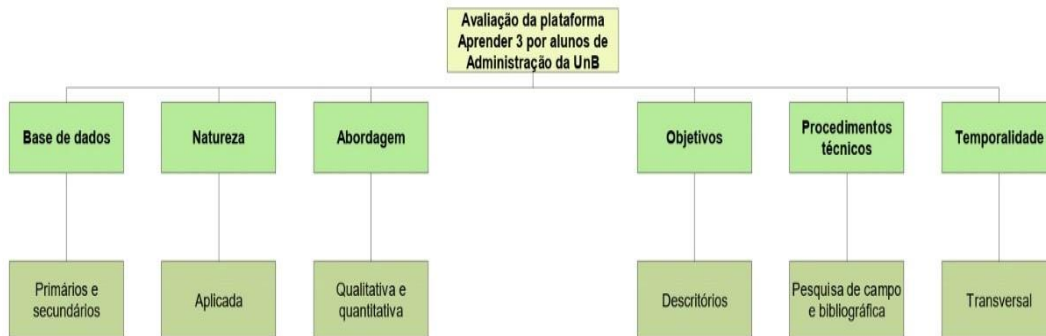 Avaliação da plataforma
Aprender 3 por alunos de
Administração da UnB
Base de dados
Natureza
Abordagem
Objetivos
Procedimentos
técnicos
Temporalidade
Primários e
secundários
Aplicada
Qualitativa e
quantitativa
Descritórios
Pesquisa de campo
e bibliográfica
Transversal